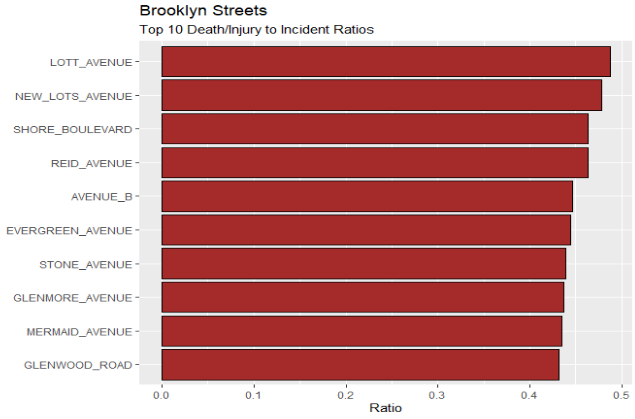 Brooklyn Streets
Top 10 Death/Injury to Incident Ratios
LOTT_AVENUE
NEW_LOTS_AVENUE
SHORE_BOULEVARD
REID_AVENUE
AVENUE_B
EVERGREEN_AVENUE
STONE_AVENUE
GLENMORE_AVENUE
MERMAID_AVENUE
GLENWOOD_ROAD
0.0 0.1 0.2 0.3 0.4 0.5
Ratio